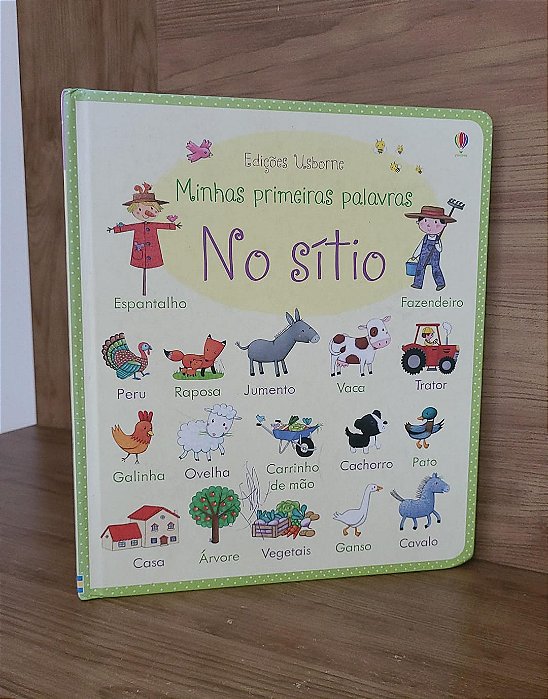 Edições Usborne
Minhas primeiras palavras
No sítio
Espantalho
Fazendeiro
Peru
Raposa
Jumento
Vaca
Trator
Galinha
Ovelha
Carrinho
de mão
Cachorro
Pato
Casa
Árvore
Vegetais
Ganso
Cavalo